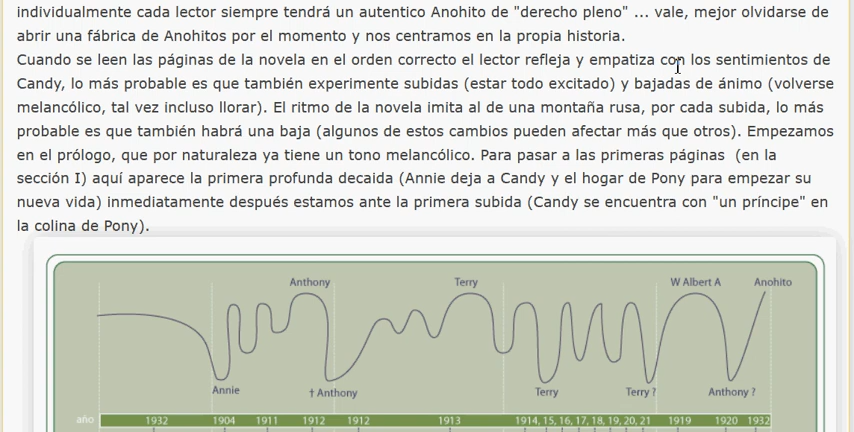 individualmente cada lector siempre tendrá un autentico Anohito de "derecho pleno" ... vale, mejor olvidarse de
abrir una fábrica de Anohitos por el momento y nos centramos en la propia historia.
Cuando se leen las páginas de la novela en el orden correcto el lector refleja y empatiza con los sentimientos de
Candy, lo más probable es que también experimente subidas (estar todo excitado) y bajadas de ánimo (volverse
melancólico, tal vez incluso llorar). El ritmo de la novela imita al de una montaña rusa, por cada subida, lo más
probable es que también habrá una baja (algunos de estos cambios pueden afectar más que otros). Empezamos
en el prólogo, que por naturaleza ya tiene un tono melancólico. Para pasar a las primeras páginas (en la
sección I) aquí aparece la primera profunda decaida (Annie deja a Candy y el hogar de Pony para empezar su
nueva vida) inmediatamente después estamos ante la primera subida (Candy se encuentra con "un príncipe" en
la colina de Pony).
Anthony Terry W Albert A Anohito
Annie † Anthony Terry Terry ? Anthony ?
año 1932 1904 1911 1912 1912 1913 1914, 15, 16, 17, 18, 19, 20, 21 1919 1920 1932